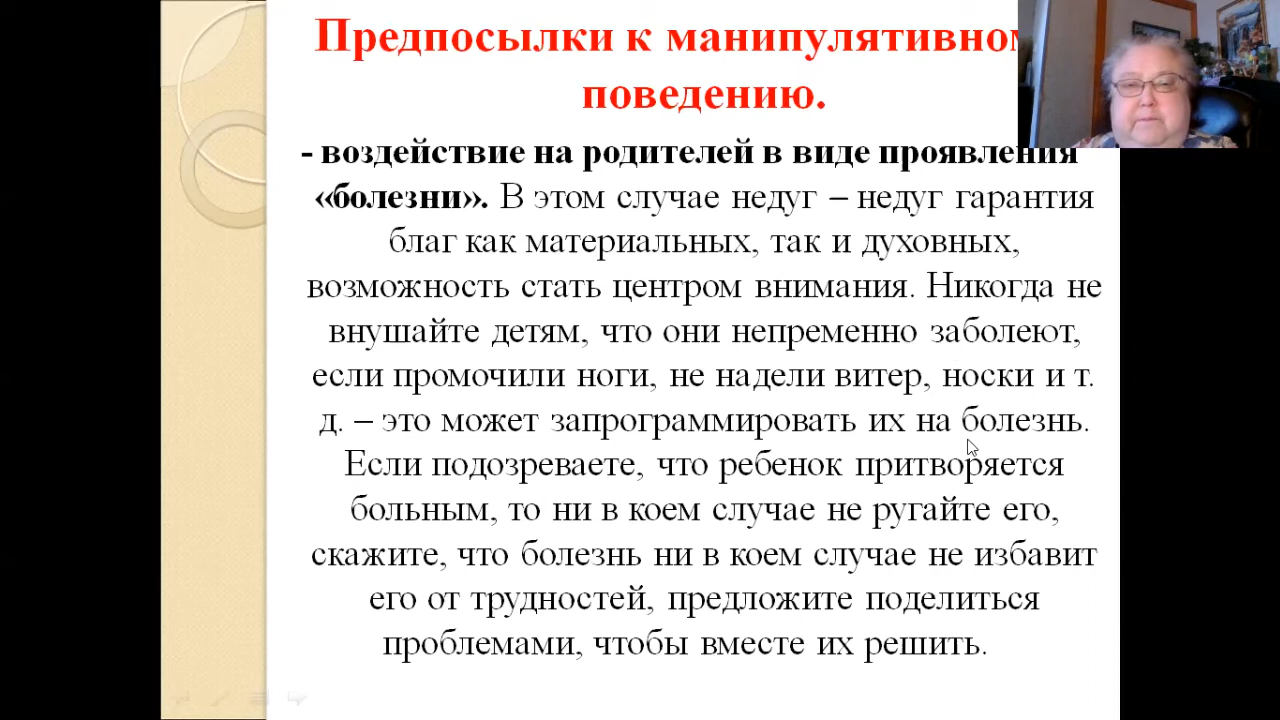 Предпосылки к манипулятивном
поведению.
- воздействие на родителей в виде проявления
«болезни». В этом случае недуг – недуг гарантия
благ как материальных, так и духовных,
возможность стать центром внимания. Никогда не
внушайте детям, что они непременно заболеют,
если промочили ноги, не надели витер, носки и т.
д. – это может запрограммировать их на болезнь.
Если подозреваете, что ребенок притворяется
больным, то ни в коем случае не ругайте его,
скажите, что болезнь ни в коем случае не избавит
его от трудностей, предложите поделиться
проблемами, чтобы вместе их решить.